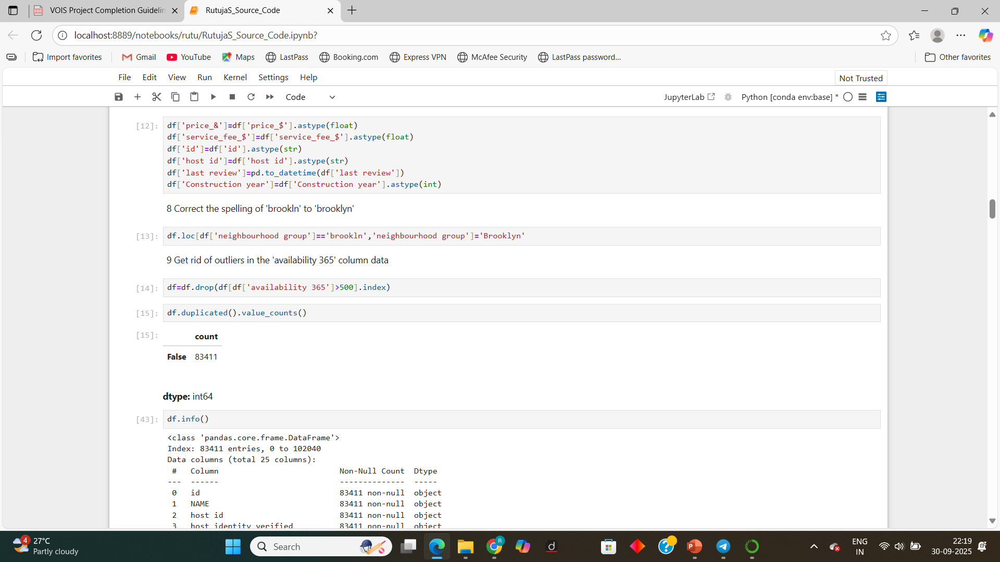 VOIS Project Completion Guidelin
RutujaS_Source_Code
localhost:8889/notebooks/rutu/RutujaS_Source_Code.ipynb?
Import favorites
Gmail
YouTube
Maps
LastPass
Booking.com
Express VPN
McAfee Security
LastPass password...
Other favorites
File Edit View Run Kernel Settings Help
Not Trusted
Code
JupyterLab
Python [conda env:base] *
[12]:
df['price_&']=df['price_$'].astype(float)
df['service_fee_$']=df['service_fee_$'].astype(float)
df['id']=df['id'].astype(str)
df['host id']=df['host id'].astype(str)
df['last review']=pd.to_datetime(df['last review'])
df['Construction year']=df['Construction year'].astype(int)
8 Correct the spelling of 'brookln' to 'brooklyn'
[13]:
df.loc[df['neighbourhood group']=='brookln','neighbourhood group']='Brooklyn'
9 Get rid of outliers in the 'availability 365' column data
[14]:
df=df.drop(df[df['availability 365']>500].index)
[15]:
df.duplicated().value_counts()
[15]:
count
False 83411
dtype: int64
[43]:
df.info()
<class 'pandas.core.frame.DataFrame'>
Index: 83411 entries, 0 to 102040
Data columns (total 25 columns):
# Column Non-Null Count Dtype
--- ------ -------------- -----
0 id 83411 non-null object
1 NAME 83411 non-null object
2 host id 83411 non-null object
3 host identity verified 83411 non-null object
4
27°C
Partly cloudy
Search
ENG
IN
22:19
30-09-2025